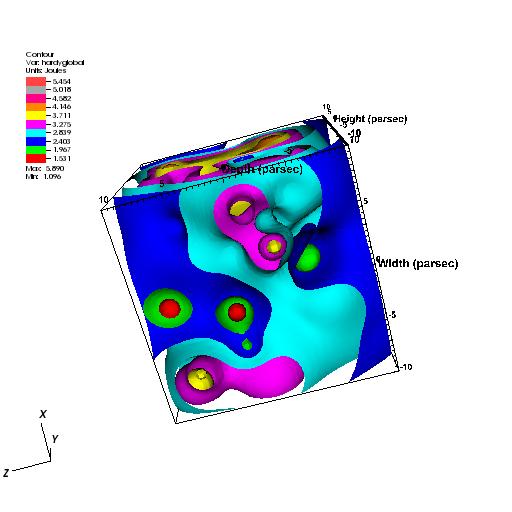 Contour
Var: hardyglobal
Units: Joules
5.454
5.018
4.582
4.146
3.711
3.275
2.839
2.403
1.967
1.531
Max: 5.890
Min: 1.096
10
5
Height (parsec)
-5
-10
10
Depth (parsec)
5
10
5
Width (parsec)
-5
-10
X
Y
Z